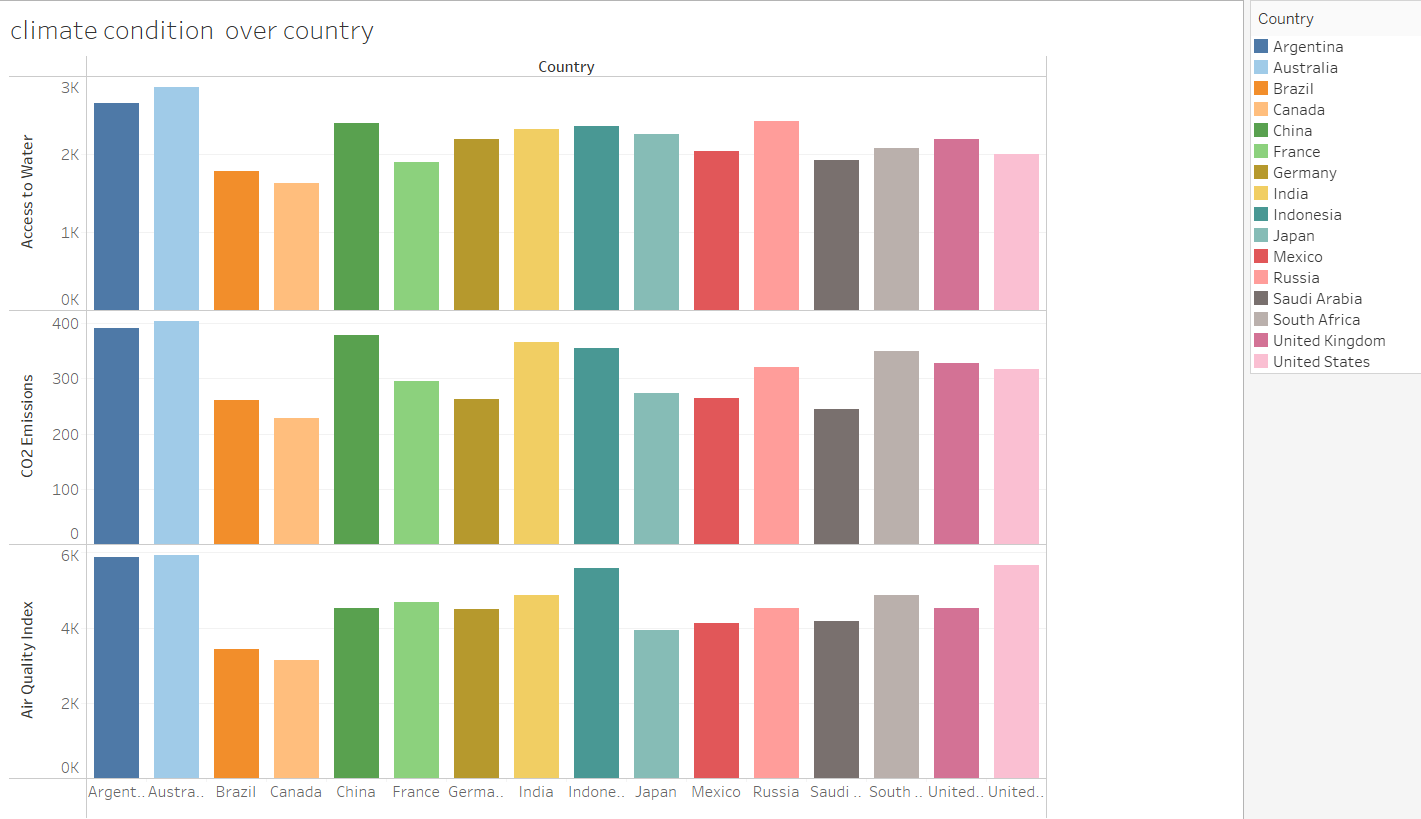 climate condition  over country
Country
Access to Water
3K
2K
1K
0K
CO2 Emissions
400
300
200
100
0
Air Quality Index
6K
4K
2K
0K
Argent.. Austra.. Brazil Canada China France Germa.. India Indone.. Japan Mexico Russia Saudi .. South .. United.. United..
Country
Argentina
Australia
Brazil
Canada
China
France
Germany
India
Indonesia
Japan
Mexico
Russia
Saudi Arabia
South Africa
United Kingdom
United States